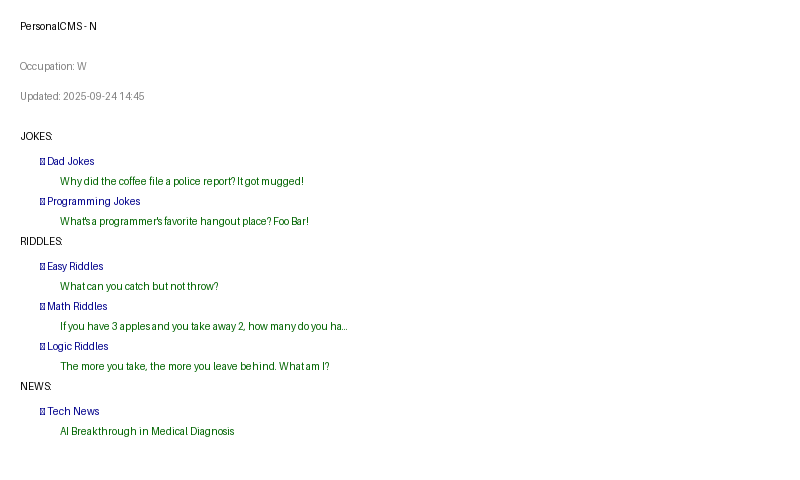 PersonalCMS - N
Occupation: W
Updated: 2025-09-24 14:45
JOKES:
Dad Jokes
Why did the coffee file a police report? It got mugged!
Programming Jokes
What's a programmer's favorite hangout place? Foo Bar!
RIDDLES:
Easy Riddles
What can you catch but not throw?
Math Riddles
If you have 3 apples and you take away 2, how many do you ha...
Logic Riddles
The more you take, the more you leave behind. What am I?
NEWS:
Tech News
AI Breakthrough in Medical Diagnosis